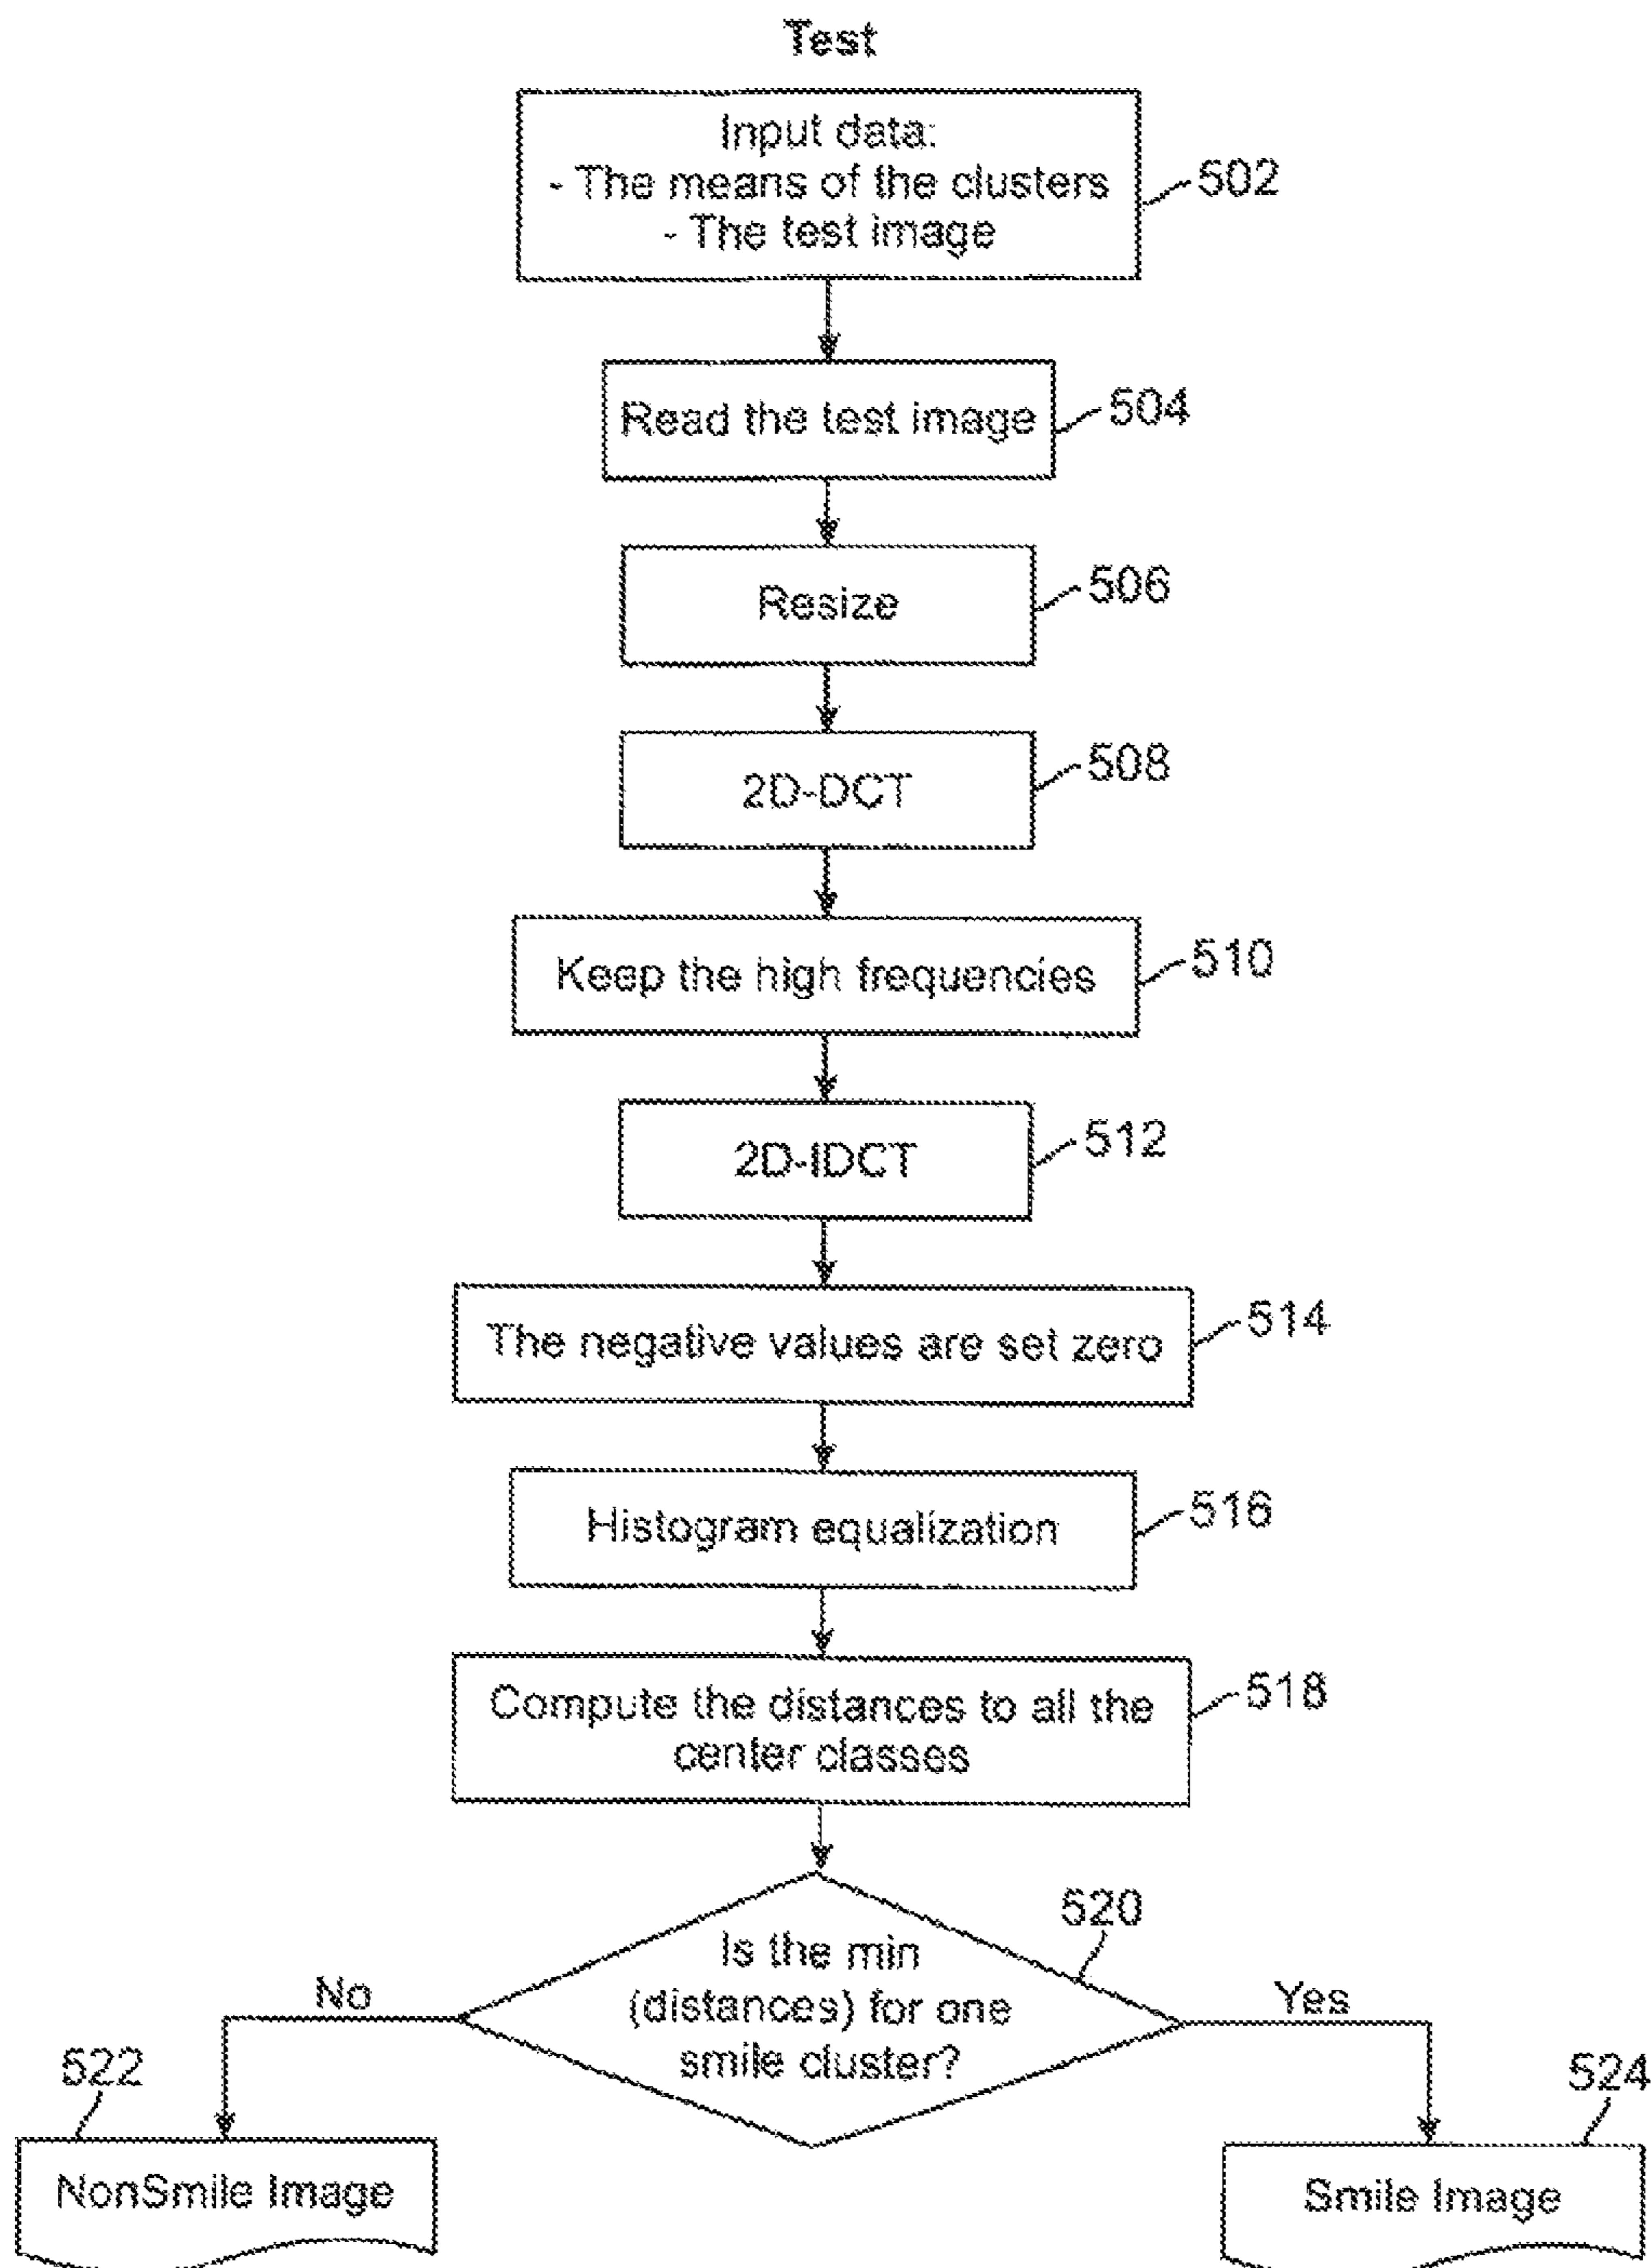 Test
Input data:
- The means of the clusters
- The test image
502
Read the test image
504
Resize
506
2D-DCT
508
Keep the high frequencies
510
2D-IDCT
512
The negative values are set zero
514
Histogram equalization
516
Compute the distances to all the
center classes
518
520
Is the min
(distances) for one
smile cluster?
No
Yes
522
NonSmile Image
524
Smile Image